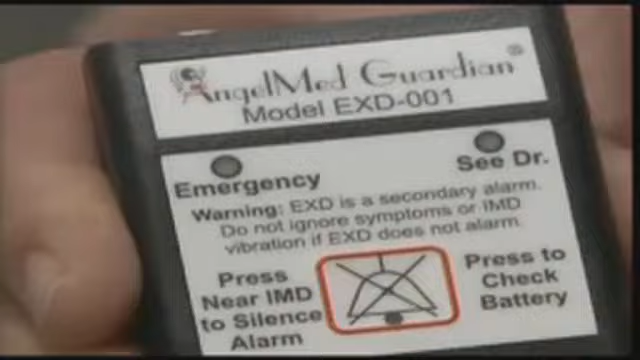 AngelMed Guardian®
Model EXD-001
Emergency
See Dr.
Warning: EXD is a secondary alarm.
Do not ignore symptoms or IMD
vibration if EXD does not alarm.
Press
Near IMD
to Silence
Alarm
Press to
Check
Battery